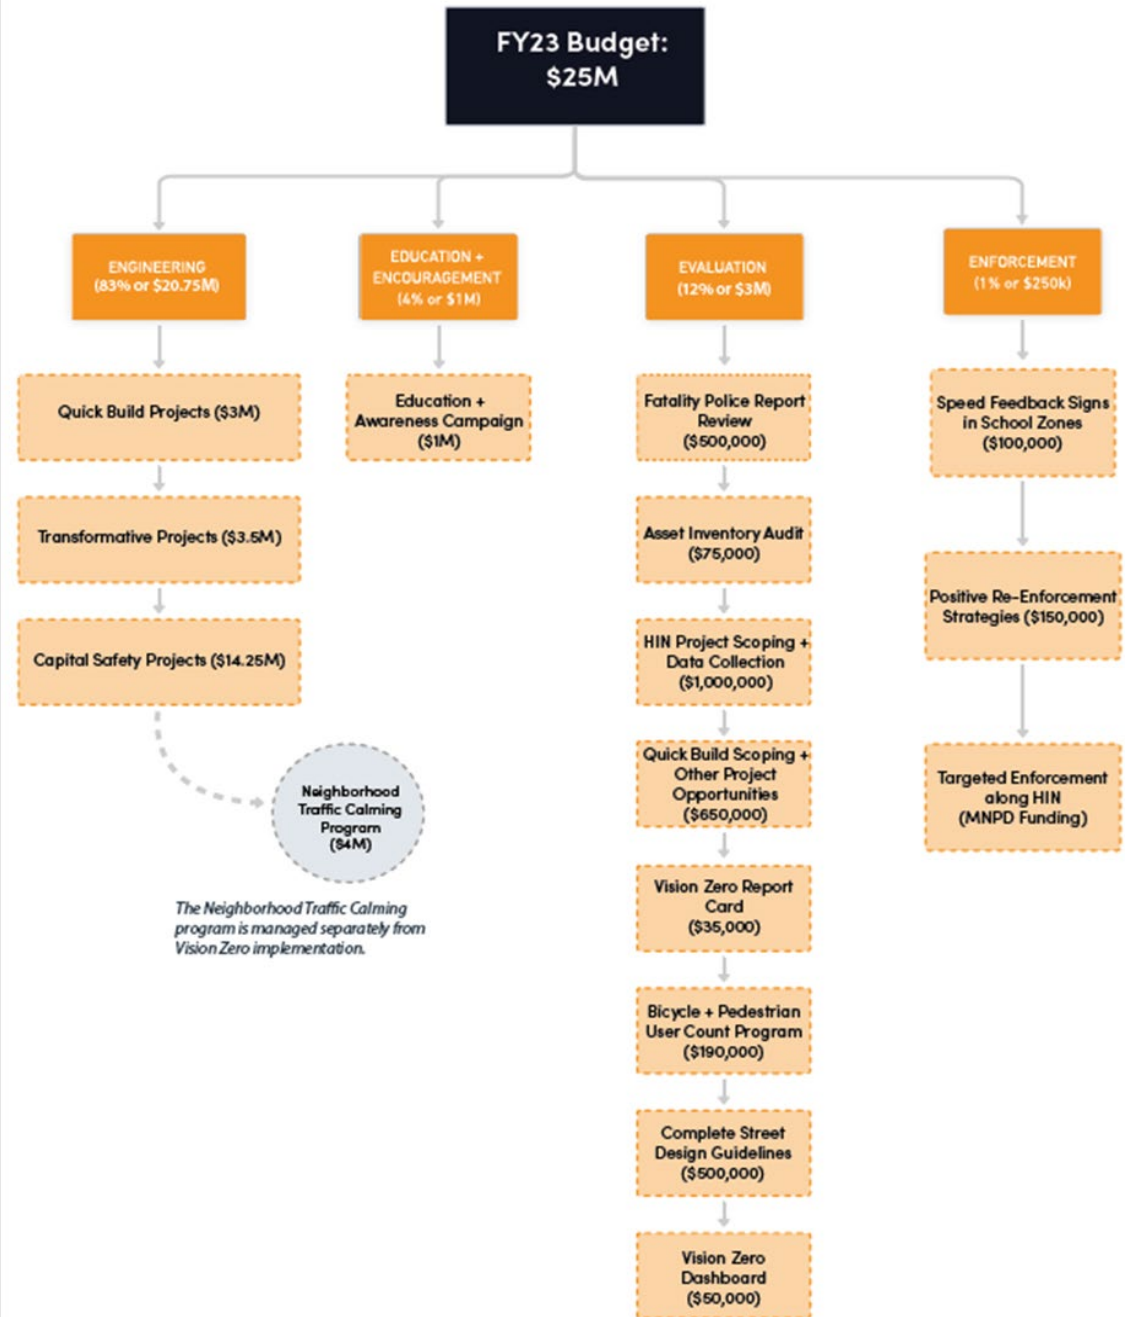 FY23 Budget:
$25M
ENGINEERING
(83% or $20.75M)
EDUCATION +
ENCOURAGEMENT
(4% or $1M)
EVALUATION
(12% or $3M)
ENFORCEMENT
(1% or $250k)
Quick Build Projects ($3M)
Transformative Projects ($3.5M)
Capital Safety Projects ($14.25M)
Neighborhood
Traffic Calming
Program
($4M)
The Neighborhood Traffic Calming
program is managed separately from
Vision Zero implementation.
Education +
Awareness Campaign
($1M)
Fatality Police Report
Review
($500,000)
Asset Inventory Audit
($75,000)
HIN Project Scoping +
Data Collection
($1,000,000)
Quick Build Scoping +
Other Project
Opportunities
($650,000)
Vision Zero Report
Card
($35,000)
Bicycle + Pedestrian
User Count Program
($190,000)
Complete Street
Design Guidelines
($500,000)
Vision Zero
Dashboard
($50,000)
Speed Feedback Signs
in School Zones
($100,000)
Positive Re-Enforcement
Strategies ($150,000)
Targeted Enforcement
along HIN
(MNPD Funding)